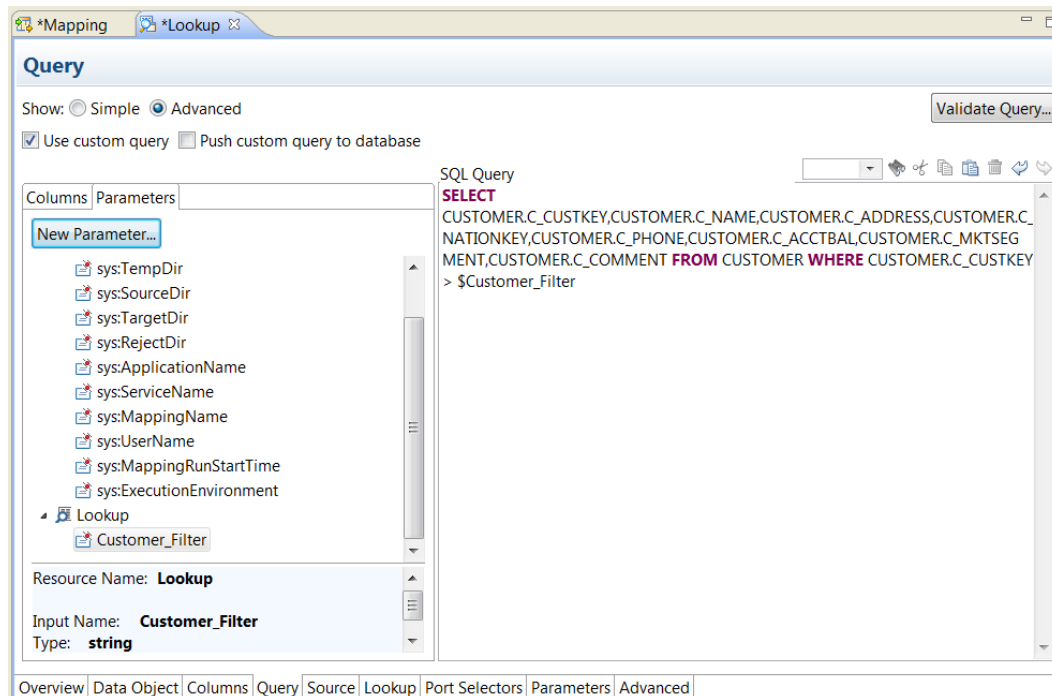 *Mapping *Lookup
Query
Show: Simple Advanced
Validate Query...
Use custom query Push custom query to database
Columns Parameters
New Parameter...
sys:TempDir
sys:SourceDir
sys:TargetDir
sys:RejectDir
sys:ApplicationName
sys:ServiceName
sys:MappingName
sys:UserName
sys:MappingRunStartTime
sys:ExecutionEnvironment
Lookup
Customer_Filter
Resource Name: Lookup
Input Name: Customer_Filter
Type: string
SQL Query
SELECT
CUSTOMER.C_CUSTKEY,CUSTOMER.C_NAME,CUSTOMER.C_ADDRESS,CUSTOMER.C_
NATIONKEY,CUSTOMER.C_PHONE,CUSTOMER.C_ACCTBAL,CUSTOMER.C_MKTSEG
MENT,CUSTOMER.C_COMMENT FROM CUSTOMER WHERE CUSTOMER.C_CUSTKEY
> $Customer_Filter
Overview Data Object Columns Query Source Lookup Port Selectors Parameters Advanced